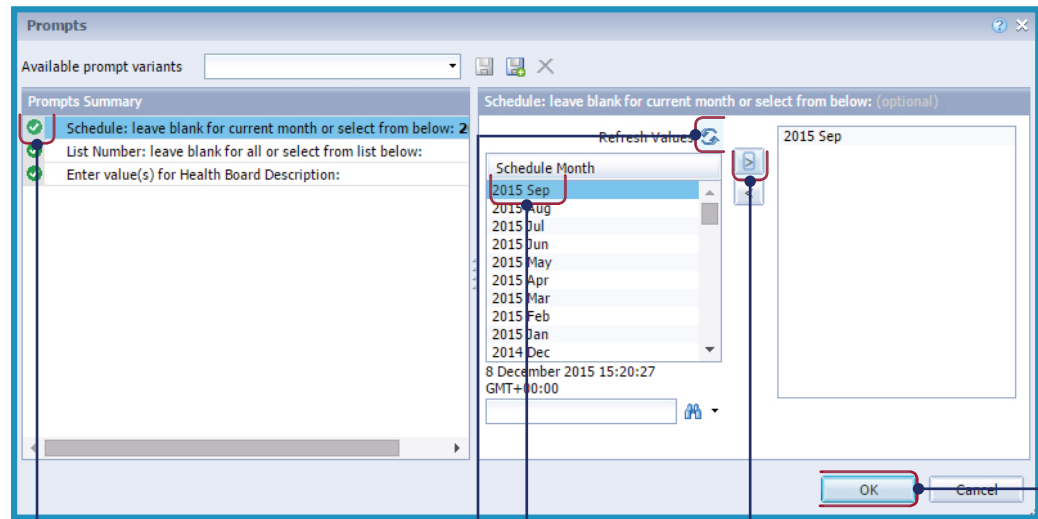 Prompts
Available prompt variants
Prompts Summary
Schedule: leave blank for current month or select from below: 2
List Number: leave blank for all or select from list below:
Enter value(s) for Health Board Description:
Schedule: leave blank for current month or select from below: (optional)
Refresh Values
Schedule Month
2015 Sep
2015 Aug
2015 Jul
2015 Jun
2015 May
2015 Apr
2015 Mar
2015 Feb
2015 Jan
2014 Dec
8 December 2015 15:20:27
GMT+00:00
>
<
2015 Sep
OK
Cancel